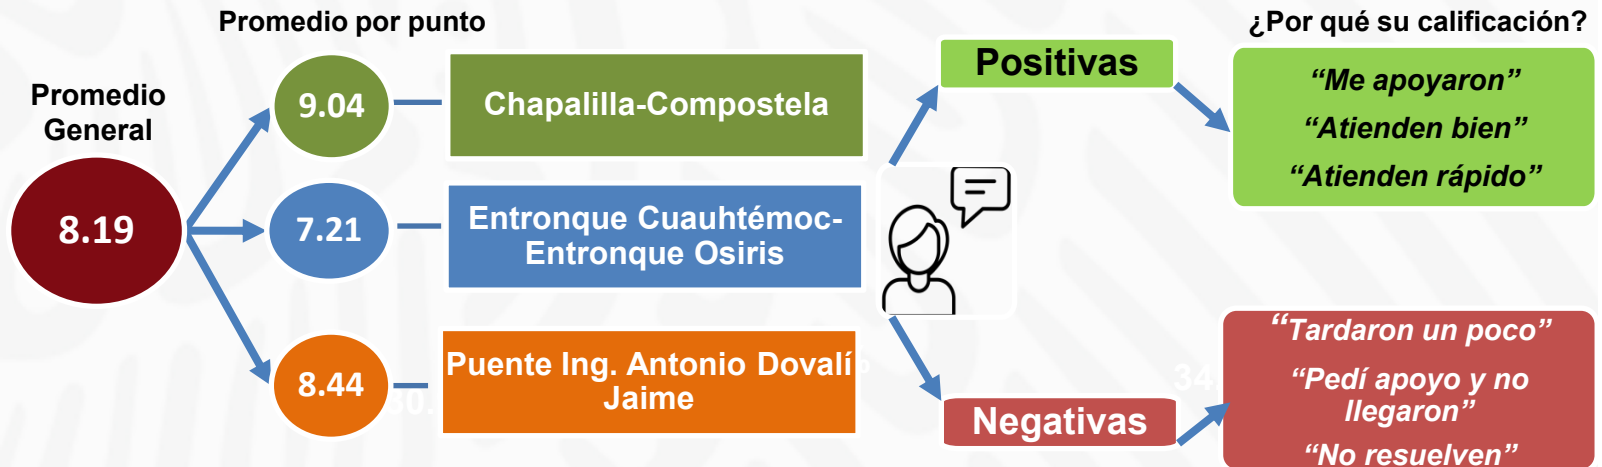 Promedio por punto
¿Por qué su calificación?
Promedio
General
8.19
9.04
Chapalilla-Compostela
7.21
Entronque Cuauhtémoc-
Entronque Osiris
8.44
Puente Ing. Antonio Dovalí
Jaime
Positivas
“Me apoyaron”
“Atienden bien”
“Atienden rápido”
Negativas
“Tardaron un poco”
“Pedí apoyo y no
llegaron”
“No resuelven”